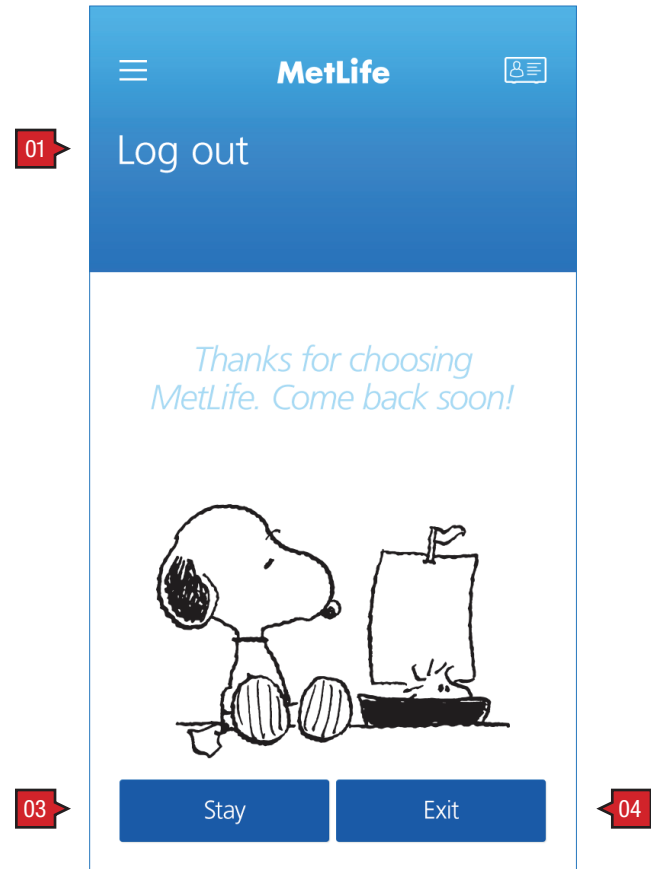 MetLife
01
Log out
Thanks for choosing
MetLife. Come back soon!
03
Stay
Exit
04